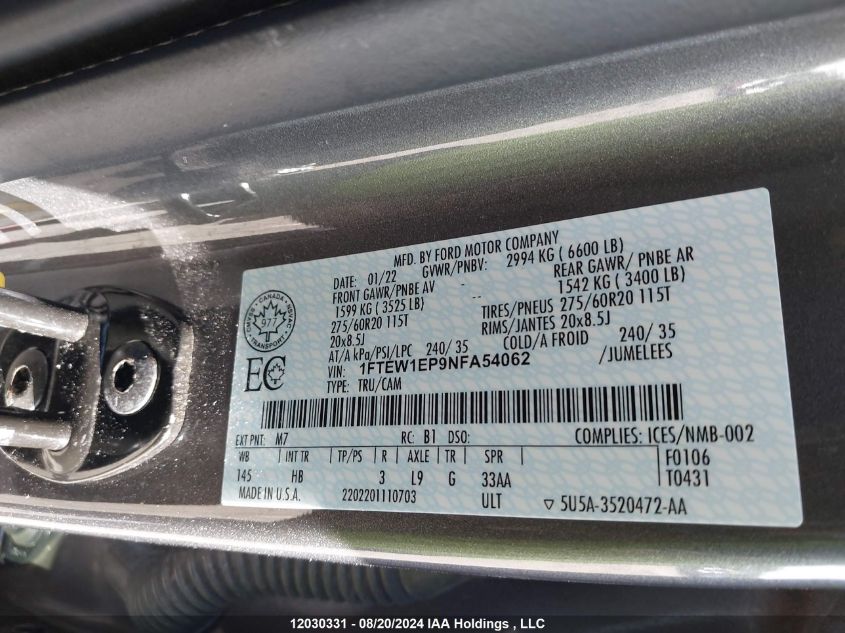 MFD. BY FORD MOTOR COMPANY
DATE: 01/22 GVWR/PNBV: 2994 KG ( 6600 LB)
FRONT GAWR/PNBE AV REAR GAWR/ PNBE AR
1599 KG ( 3525 LB) -- 1542 KG ( 3400 LB)
275/60R20 115T -- TIRES/PNEUS 275/60R20 115T
20x8.5J RIMS/JANTES 20x8.5J
AT/A kPa/PSI/LPC 240/ 35 COLD/A FROID 240/ 35
VIN: 1FTEW1EP9NFA54062 /JUMELEES
TYPE: TRU/CAM
CANADA
977
TRANSPORT
EC
EXT PNT: M7 RC: B1 DSO: COMPLIES: ICES/NMB-002
WB INT TR TP/PS R AXLE TR SPR F0106
145 HB 3 L9 G 33AA T0431
MADE IN U.S.A. 2202201110703 ULT ▽ 5U5A-3520472-AA
12030331 - 08/20/2024 IAA Holdings , LLC